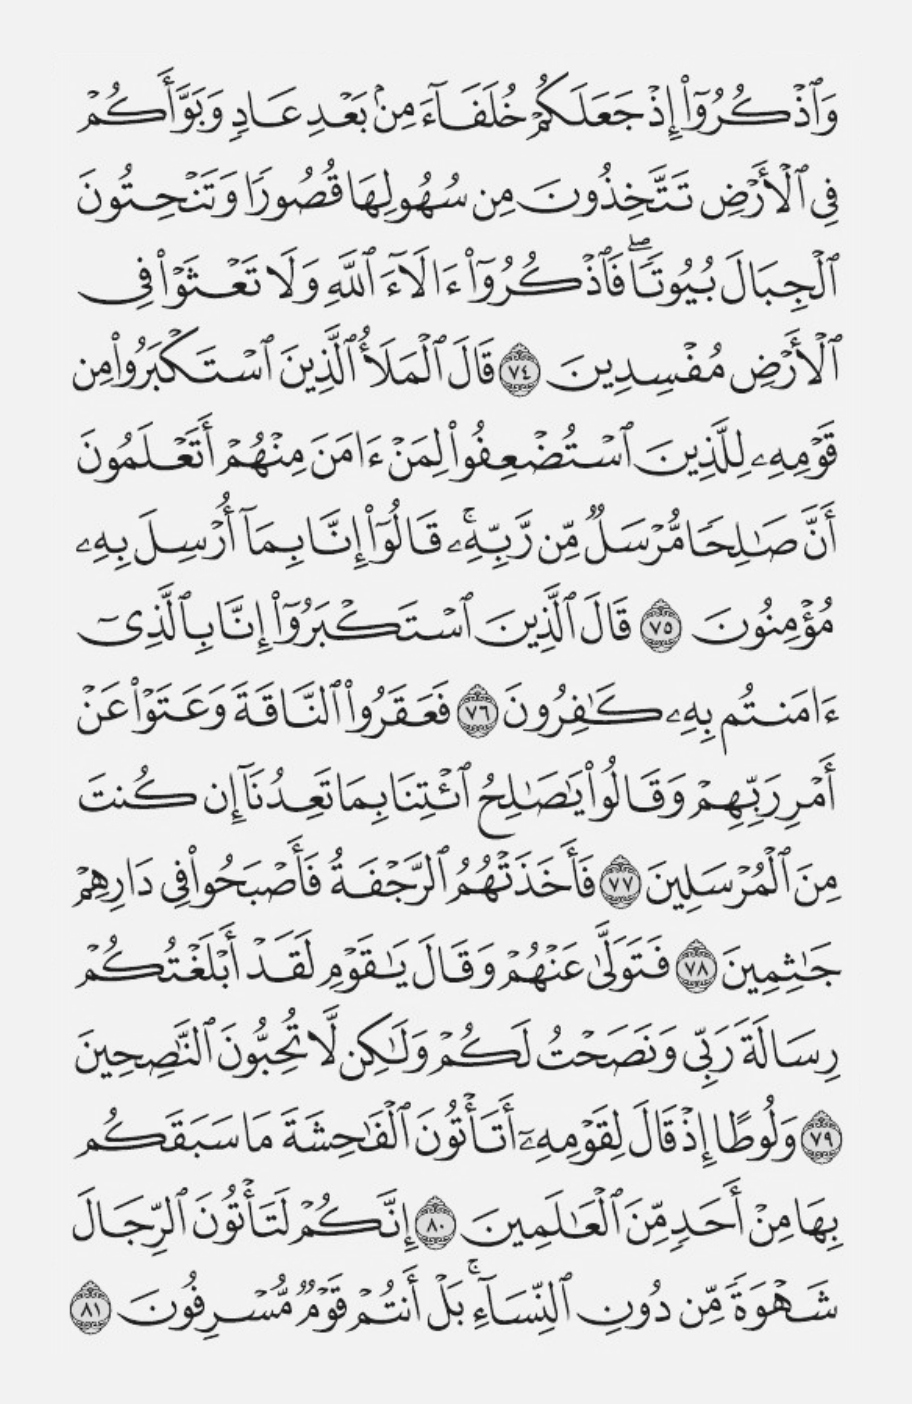 وَٱذۡكُرُوٓاْ إِذۡ جَعَلَكُمۡ خُلَفَآءَ مِنۢ بَعۡدِ عَادٖ وَبَوَّأَكُمۡ
فِي ٱلۡأَرۡضِ تَتَّخِذُونَ مِن سُهُولِهَا قُصُورٗا وَتَنۡحِتُونَ
ٱلۡجِبَالَ بُيُوتٗاۖ فَٱذۡكُرُوٓاْ ءَالَآءَ ٱللَّهِ وَلَا تَعۡثَوۡاْ فِي
ٱلۡأَرۡضِ مُفۡسِدِينَ ٧٤ قَالَ ٱلۡمَلَأُ ٱلَّذِينَ ٱسۡتَكۡبَرُواْ مِن
قَوۡمِهِۦ لِلَّذِينَ ٱسۡتُضۡعِفُواْ لِمَنۡ ءَامَنَ مِنۡهُمۡ أَتَعۡلَمُونَ
أَنَّ صَٰلِحٗا مُّرۡسَلٞ مِّن رَّبِّهِۦۚ قَالُوٓاْ إِنَّا بِمَآ أُرۡسِلَ بِهِۦ
مُؤۡمِنُونَ ٧٥ قَالَ ٱلَّذِينَ ٱسۡتَكۡبَرُوٓاْ إِنَّا بِٱلَّذِيٓ
ءَامَنتُم بِهِۦ كَٰفِرُونَ ٧٦ فَعَقَرُواْ ٱلنَّاقَةَ وَعَتَوۡاْ عَنۡ
أَمۡرِ رَبِّهِمۡ وَقَالُواْ يَٰصَٰلِحُ ٱئۡتِنَا بِمَا تَعِدُنَآ إِن كُنتَ
مِنَ ٱلۡمُرۡسَلِينَ ٧٧ فَأَخَذَتۡهُمُ ٱلرَّجۡفَةُ فَأَصۡبَحُواْ فِي دَارِهِمۡ
جَٰثِمِينَ ٧٨ فَتَوَلَّىٰ عَنۡهُمۡ وَقَالَ يَٰقَوۡمِ لَقَدۡ أَبۡلَغۡتُكُمۡ
رِسَالَةَ رَبِّي وَنَصَحۡتُ لَكُمۡ وَلَٰكِن لَّا تُحِبُّونَ ٱلنَّٰصِحِينَ
٧٩ وَلُوطًا إِذۡ قَالَ لِقَوۡمِهِۦٓ أَتَأۡتُونَ ٱلۡفَٰحِشَةَ مَا سَبَقَكُم
بِهَا مِنۡ أَحَدٖ مِّنَ ٱلۡعَٰلَمِينَ ٨٠ إِنَّكُمۡ لَتَأۡتُونَ ٱلرِّجَالَ
شَهۡوَةٗ مِّن دُونِ ٱلنِّسَآءِۚ بَلۡ أَنتُمۡ قَوۡمٞ مُّسۡرِفُونَ ٨١